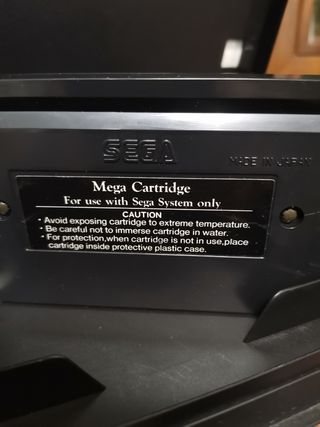 SEGA
MADE IN JAPAN
Mega Cartridge
For use with Sega System only
CAUTION
• Avoid exposing cartridge to extreme temperature.
• Be careful not to immerse cartridge in water.
• For protection,when cartridge is not in use,place
cartridge inside protective plastic case.